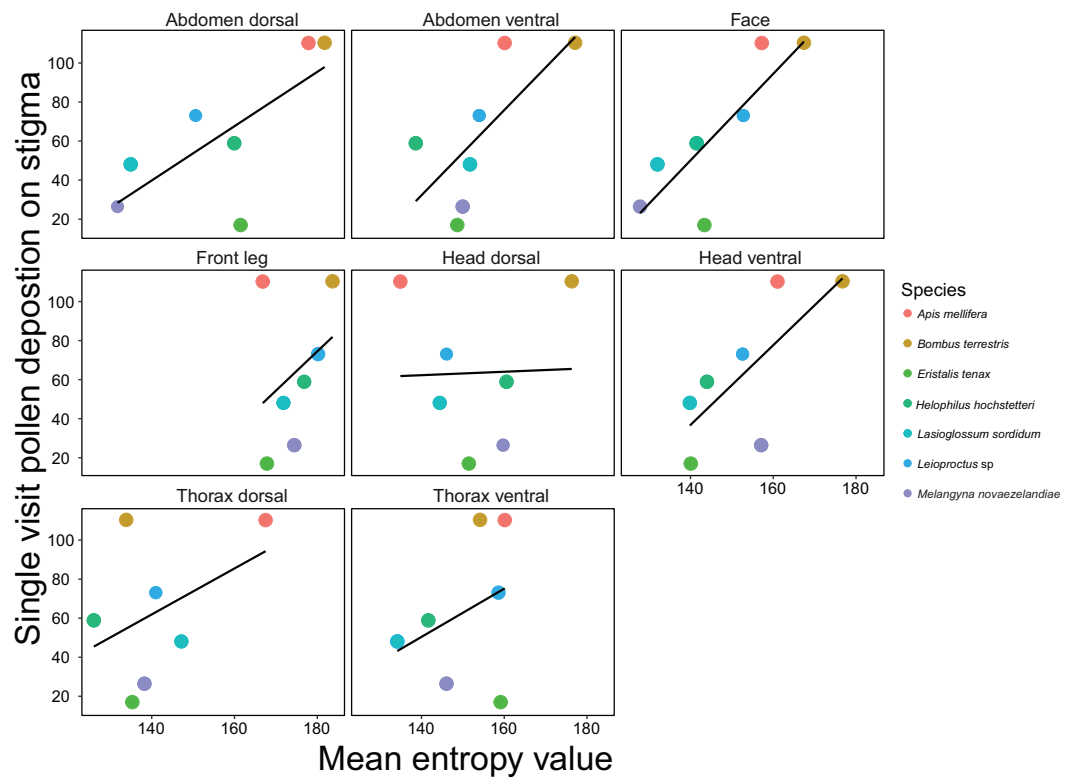 Abdomen dorsal
Abdomen ventral
Face
100
80
60
40
20
Front leg
Head dorsal
Head ventral
100
80
60
40
20
140 160 180
Thorax dorsal
Thorax ventral
100
80
60
40
20
140 160 180
140 160 180
Single visit pollen depostion on stigma
Mean entropy value
Species
Apis mellifera
Bombus terrestris
Eristalis tenax
Helophilus hochstetteri
Lasioglossum sordidum
Leioproctus sp
Melangyna novaezelandiae